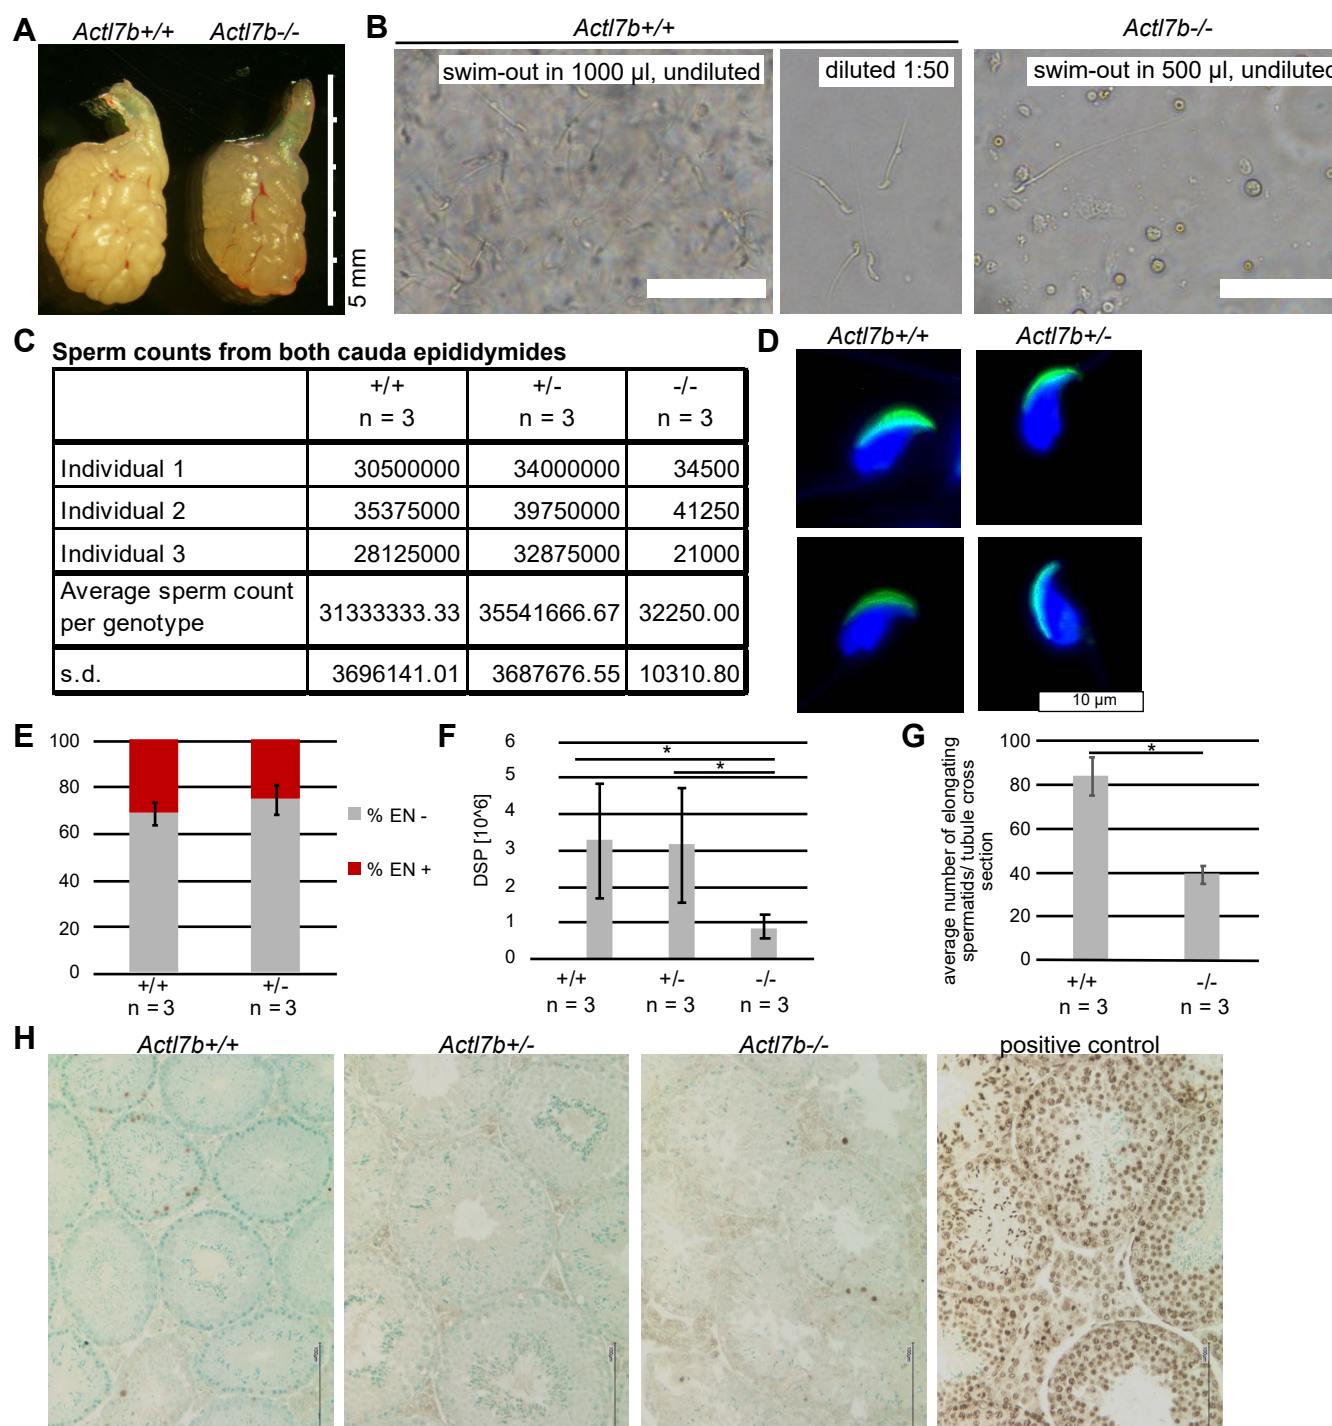 A
Actl7b+/+
Actl7b-/-
5 mm
B
Actl7b+/+
Actl7b-/-
swim-out in 1000 µl, undiluted
diluted 1:50
swim-out in 500 µl, undiluted
C
Sperm counts from both cauda epididymides
+/+ +/- -/-
n = 3 n = 3 n = 3
Individual 1 30500000 34000000 34500
Individual 2 35375000 39750000 41250
Individual 3 28125000 32875000 21000
Average sperm count
per genotype 31333333.33 35541666.67 32250.00
s.d. 3696141.01 3687676.55 10310.80
D
Actl7b+/+
Actl7b+/-
10 µm
E
100
80
60
40
20
0
+/+ +/-
n = 3 n = 3
% EN -
% EN +
F
DSP [10^6]
6
5
4
3
2
1
0
* 
*
+/+ +/- -/-
n = 3 n = 3 n = 3
G
average number of elongating
spermatids/ tubule cross
section
100
80
60
40
20
0
*
+/+ -/-
n = 3 n = 3
H
Actl7b+/+
Actl7b+/-
Actl7b-/-
positive control
100µm
100µm
100µm
100µm